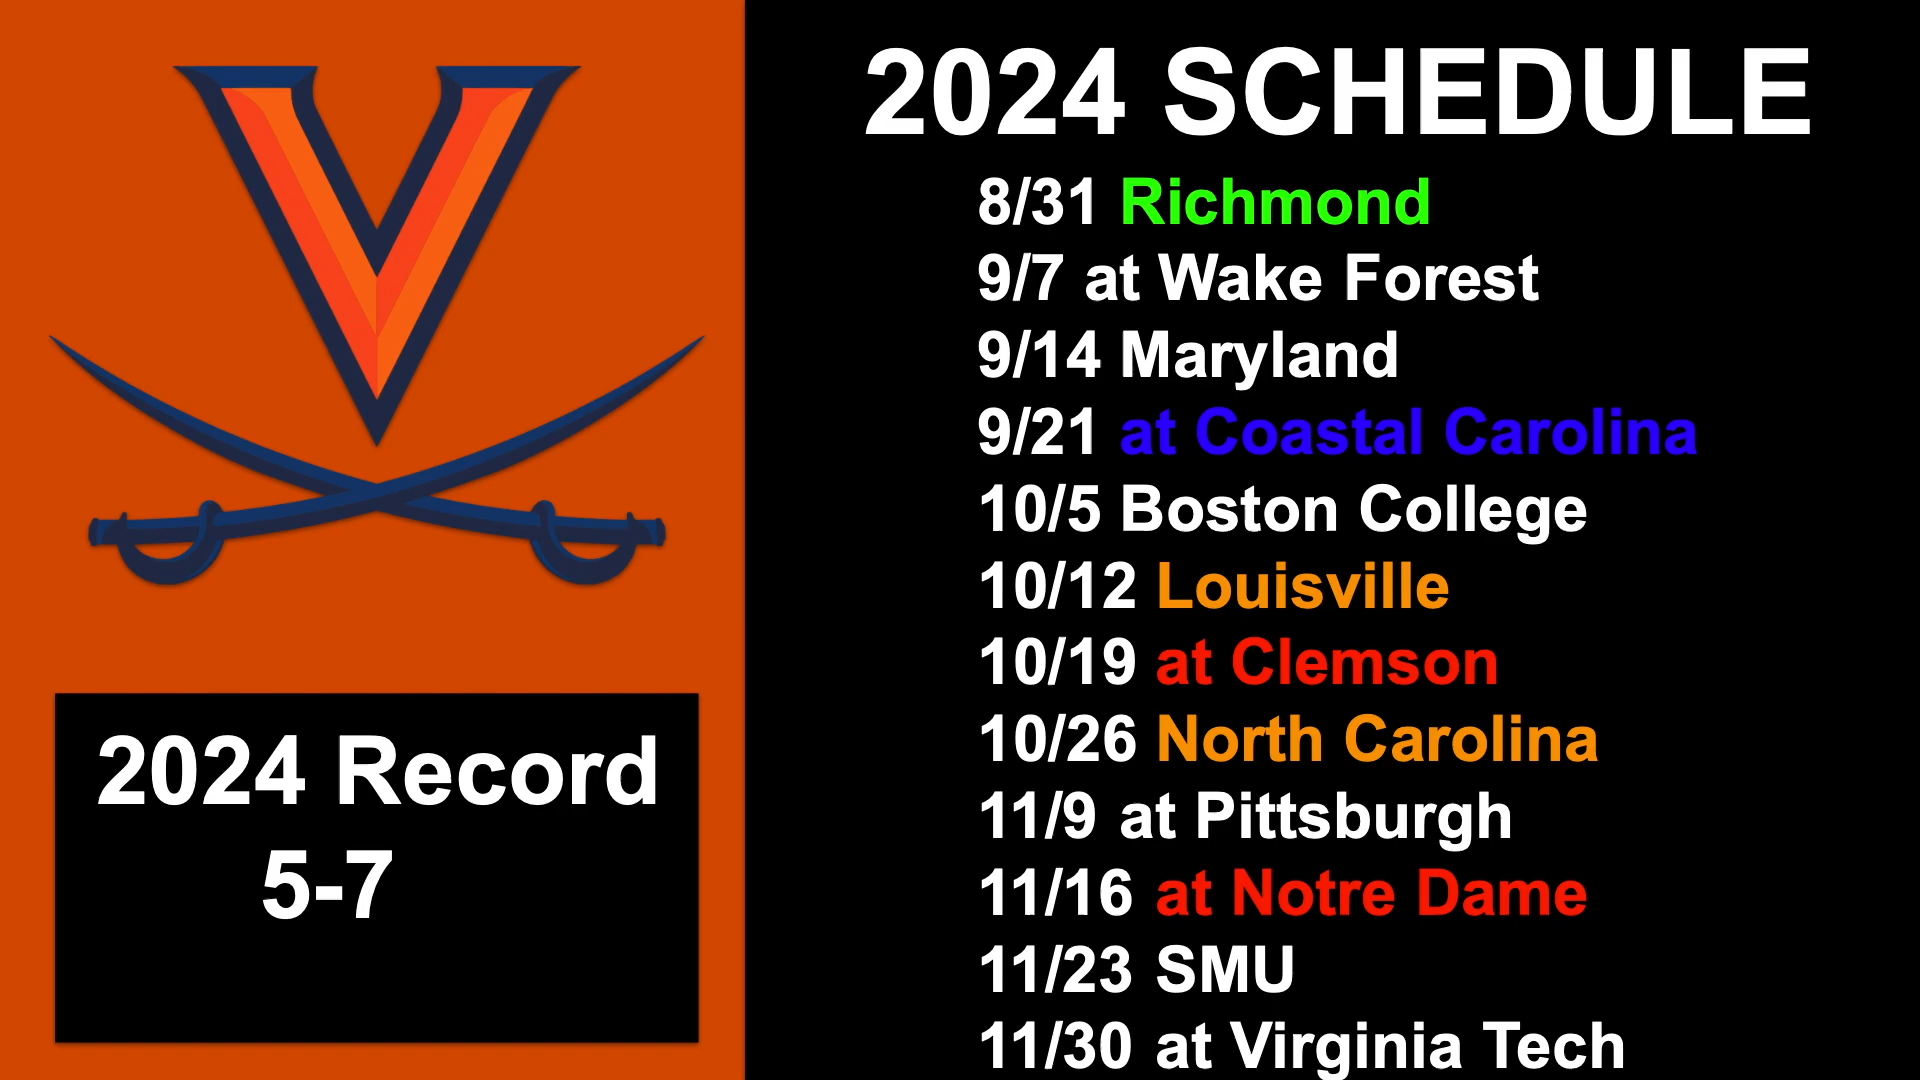 2024 Record
5-7
2024 SCHEDULE
8/31 Richmond
9/7 at Wake Forest
9/14 Maryland
9/21 at Coastal Carolina
10/5 Boston College
10/12 Louisville
10/19 at Clemson
10/26 North Carolina
11/9 at Pittsburgh
11/16 at Notre Dame
11/23 SMU
11/30 at Virginia Tech